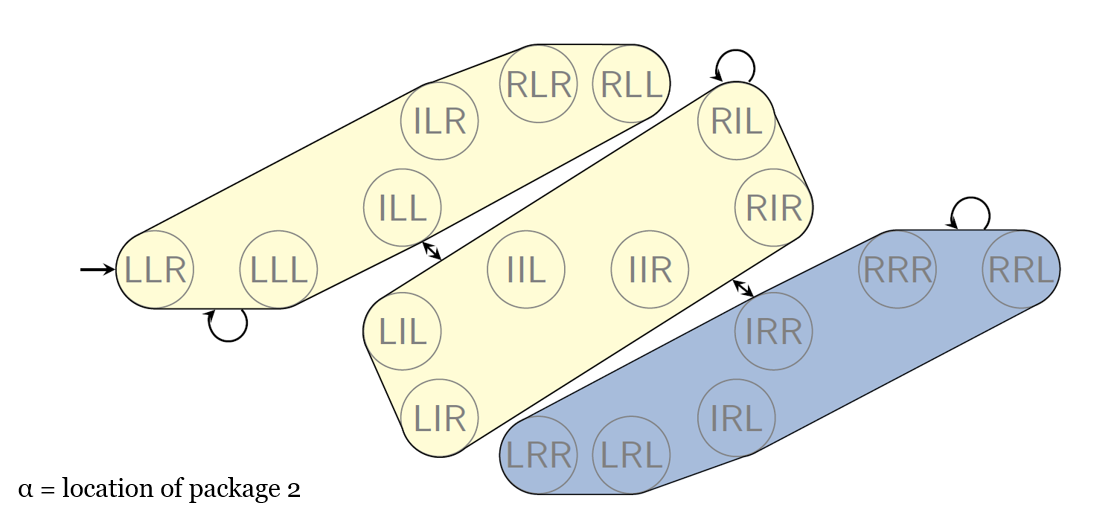 RLR RLL
ILR RIL
ILL RIR
LLR LLL IIL IIR RRR RRL
LIL IRR
LIR IRL
LRR LRL
α = location of package 2